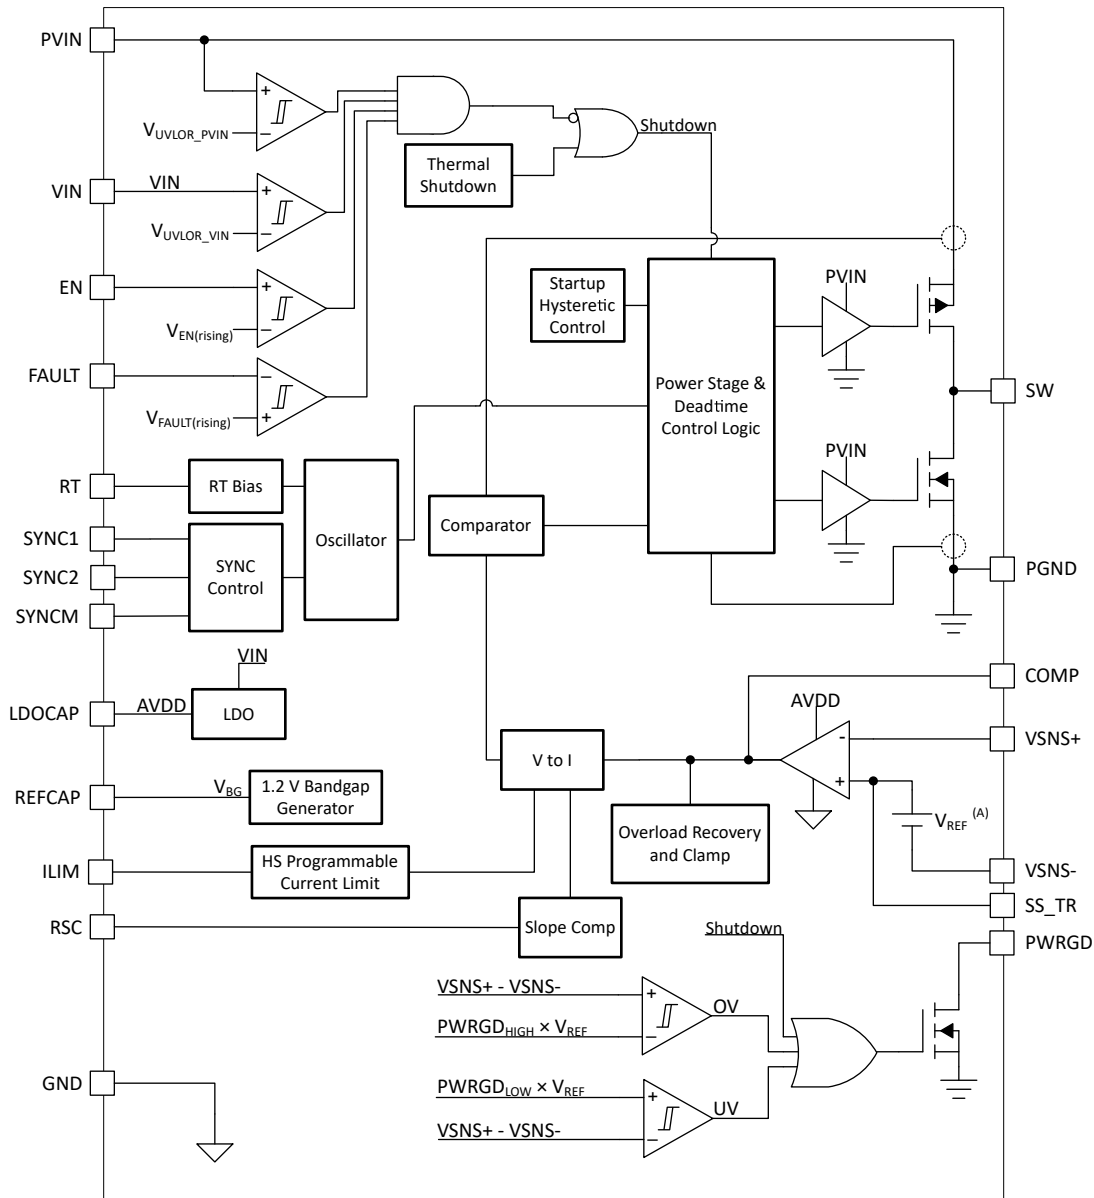 PVIN
+
−
V_UVLOR_PVIN
Shutdown
Thermal
Shutdown
VIN
VIN
+
−
V_UVLOR_VIN
EN
+
−
V_EN(rising)
Startup
Hysteretic
Control
PVIN
FAULT
−
+
V_FAULT(rising)
Power Stage &
Deadtime
Control Logic
SW
PVIN
RT
RT Bias
SYNC1
SYNC2
SYNCM
SYNC
Control
Oscillator
Comparator
PGND
VIN
LDOCAP
AVDD
LDO
COMP
AVDD
-
+
VSNS+
V to I
REFCAP
V_BG
1.2 V Bandgap
Generator
Overload Recovery
and Clamp
V_REF (A)
ILIM
HS Programmable
Current Limit
VSNS-
SS_TR
RSC
Slope Comp
Shutdown
PWRGD
VSNS+ - VSNS-
+
OV
PWRGD_HIGH × V_REF
−
GND
PWRGD_LOW × V_REF
+
UV
VSNS+ - VSNS-
−